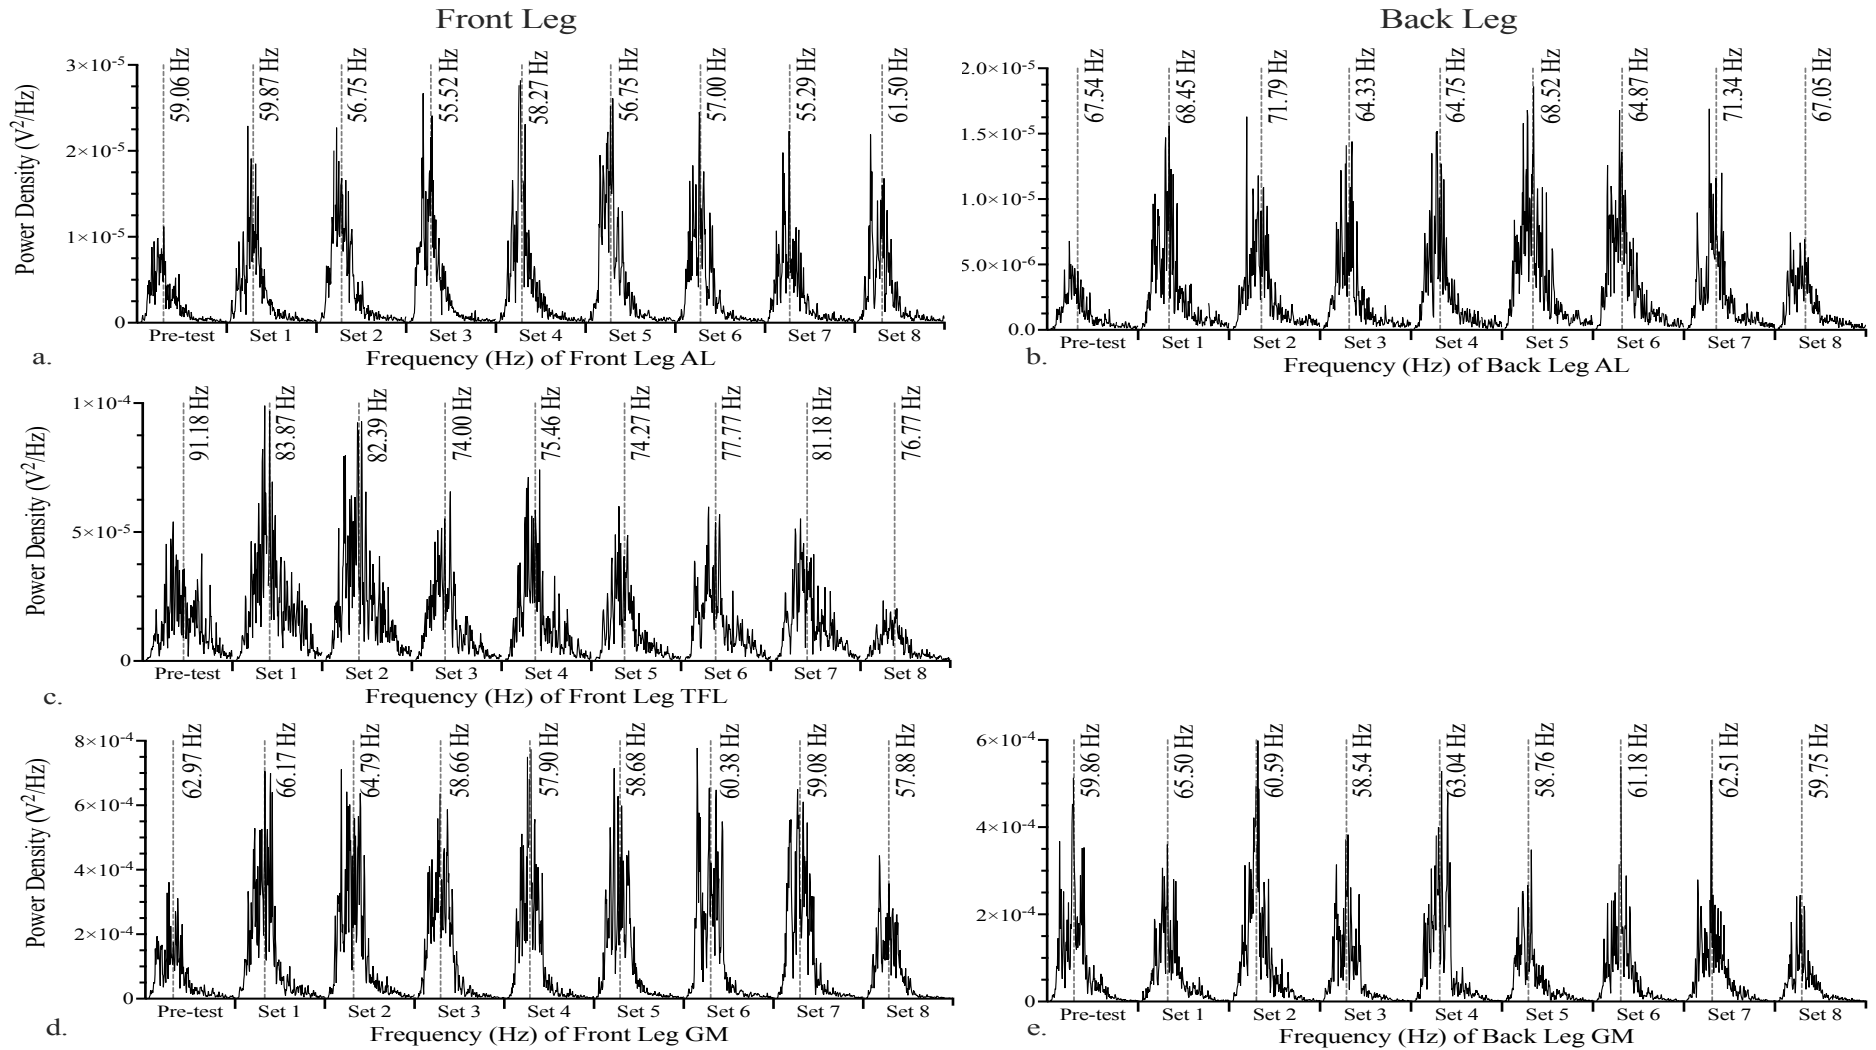 Front Leg
Back Leg
Power Density (V²/Hz)
3×10⁻⁵
2×10⁻⁵
1×10⁻⁵
0
59.06 Hz
59.87 Hz
56.75 Hz
55.52 Hz
58.27 Hz
56.75 Hz
57.00 Hz
55.29 Hz
61.50 Hz
Pre-test Set 1 Set 2 Set 3 Set 4 Set 5 Set 6 Set 7 Set 8
a.
Frequency (Hz) of Front Leg AL
2.0×10⁻⁵
1.5×10⁻⁵
1.0×10⁻⁵
5.0×10⁻⁶
0.0
67.54 Hz
68.45 Hz
71.79 Hz
64.33 Hz
64.75 Hz
68.52 Hz
64.87 Hz
71.34 Hz
67.05 Hz
Pre-test Set 1 Set 2 Set 3 Set 4 Set 5 Set 6 Set 7 Set 8
b.
Frequency (Hz) of Back Leg AL
Power Density (V²/Hz)
1×10⁻⁴
5×10⁻⁵
0
91.18 Hz
83.87 Hz
82.39 Hz
74.00 Hz
75.46 Hz
74.27 Hz
77.77 Hz
81.18 Hz
76.77 Hz
Pre-test Set 1 Set 2 Set 3 Set 4 Set 5 Set 6 Set 7 Set 8
c.
Frequency (Hz) of Front Leg TFL
Power Density (V²/Hz)
8×10⁻⁴
6×10⁻⁴
4×10⁻⁴
2×10⁻⁴
0
62.97 Hz
66.17 Hz
64.79 Hz
58.66 Hz
57.90 Hz
58.68 Hz
60.38 Hz
59.08 Hz
57.88 Hz
Pre-test Set 1 Set 2 Set 3 Set 4 Set 5 Set 6 Set 7 Set 8
d.
Frequency (Hz) of Front Leg GM
6×10⁻⁴
4×10⁻⁴
2×10⁻⁴
0
59.86 Hz
65.50 Hz
60.59 Hz
58.54 Hz
63.04 Hz
58.76 Hz
61.18 Hz
62.51 Hz
59.75 Hz
Pre-test Set 1 Set 2 Set 3 Set 4 Set 5 Set 6 Set 7 Set 8
e.
Frequency (Hz) of Back Leg GM